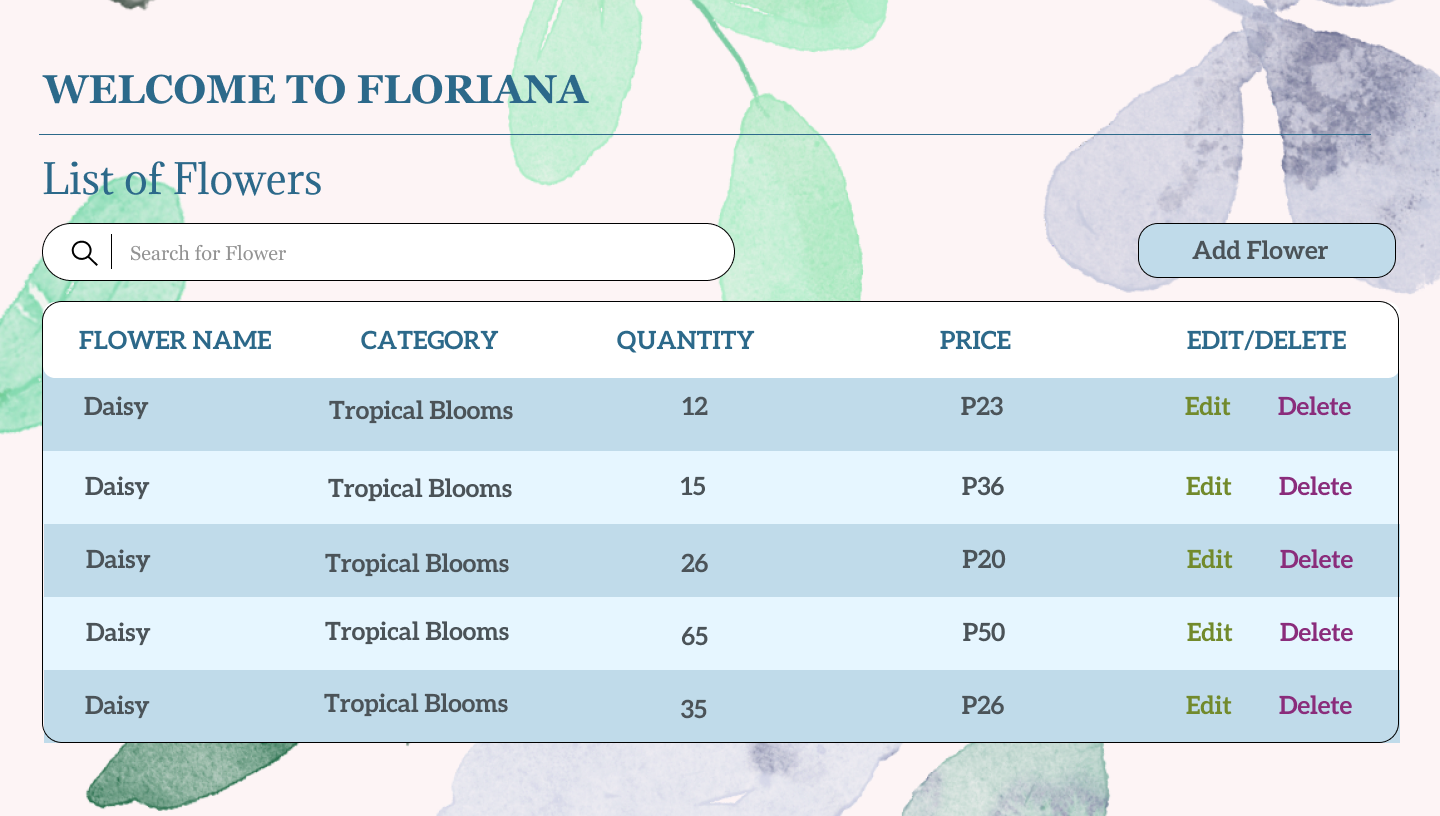 WELCOME TO FLORIANA
List of Flowers
Search for Flower
Add Flower
FLOWER NAME CATEGORY QUANTITY PRICE EDIT/DELETE
Daisy Tropical Blooms 12 P23 Edit Delete
Daisy Tropical Blooms 15 P36 Edit Delete
Daisy Tropical Blooms 26 P20 Edit Delete
Daisy Tropical Blooms 65 P50 Edit Delete
Daisy Tropical Blooms 35 P26 Edit Delete